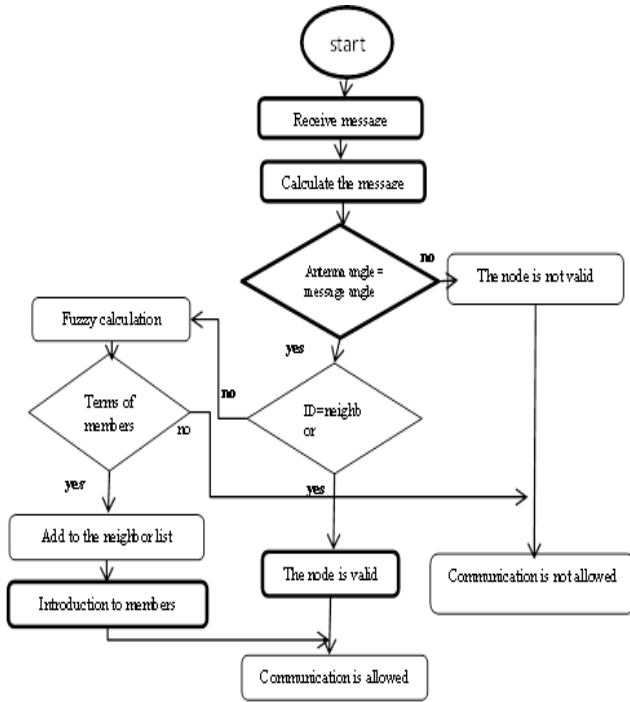 start
Receive message
Calculate the message
Antenna angle =
message angle
no
The node is not valid
Fuzzy calculation
yes
no
Terms of
members
no
ID=neighb
or
yes
yes
Add to the neighbor list
The node is valid
Communication is not allowed
Introduction to members
Communication is allowed